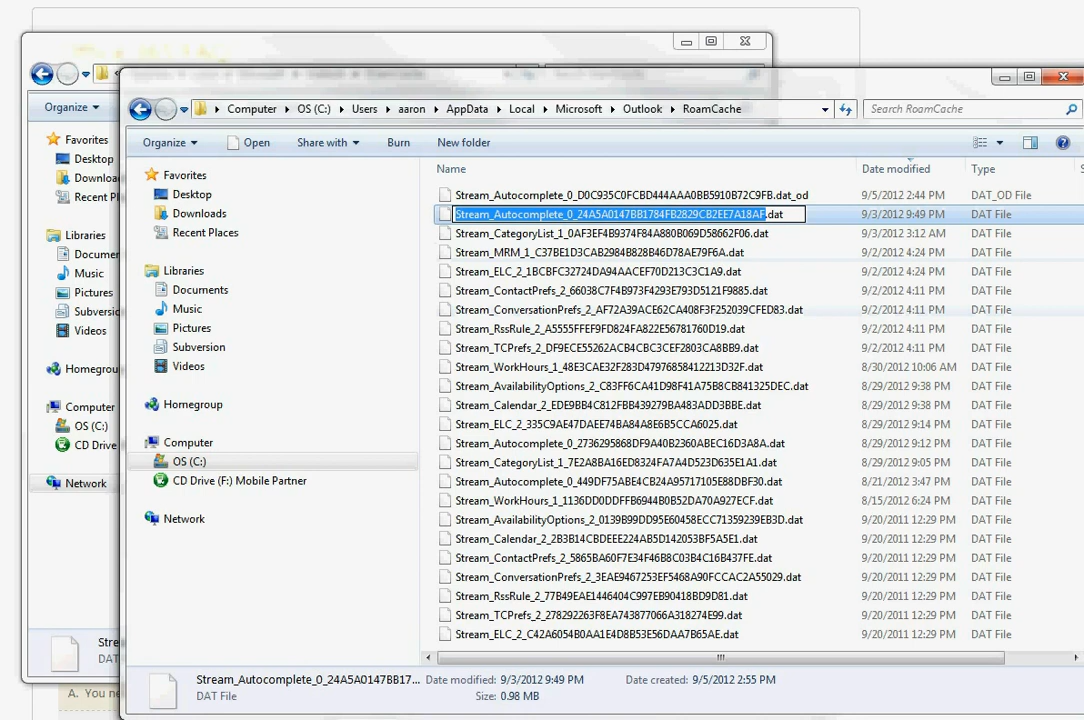 Organize
Favorites
Desktop
Downloa
Recent P
Libraries
Docume
Music
Pictures
Subversi
Videos
Homegrou
Computer
OS (C:)
CD Drive
Network
Stre
DAT
A. You ne
Computer OS (C:) Users aaron AppData Local Microsoft Outlook RoamCache
Search RoamCache
Organize Open Share with Burn New folder
Favorites
Desktop
Downloads
Recent Places
Libraries
Documents
Music
Pictures
Subversion
Videos
Homegroup
Computer
OS (C:)
CD Drive (F:) Mobile Partner
Network
Name Date modified Type S
Stream_Autocomplete_0_D0C935C0FCBD444AAA0BB5910B72C9FB.dat_od 9/5/2012 2:44 PM DAT_OD File
Stream_Autocomplete_0_24A5A0147BB1784FB2829CB2EE7A18AF.dat 9/3/2012 9:49 PM DAT File
Stream_CategoryList_1_0AF3EF4B9374F84A880B069D58662F06.dat 9/3/2012 3:12 AM DAT File
Stream_MRM_1_C37BE1D3CAB2984B828B46D78AE79F6A.dat 9/2/2012 4:24 PM DAT File
Stream_ELC_2_1BCBFC32724DA94AACEF70D213C3C1A9.dat 9/2/2012 4:24 PM DAT File
Stream_ContactPrefs_2_66038C7F4B973F4293E793D5121F9885.dat 9/2/2012 4:11 PM DAT File
Stream_ConversationPrefs_2_AF72A39ACE62CA408F3F252039CFED83.dat 9/2/2012 4:11 PM DAT File
Stream_RssRule_2_A5555FFEF9FD824FA822E56781760D19.dat 9/2/2012 4:11 PM DAT File
Stream_TCPrefs_2_DF9ECE55262ACB4CBC3CEF2803CA8BB9.dat 9/2/2012 4:11 PM DAT File
Stream_WorkHours_1_48E3CAE32F283D47976858412213D32F.dat 8/30/2012 10:06 AM DAT File
Stream_AvailabilityOptions_2_C83FF6CA41D98F41A75B8CB841325DEC.dat 8/29/2012 9:38 PM DAT File
Stream_Calendar_2_EDE9BB4C812FBB439279BA483ADD3BBE.dat 8/29/2012 9:38 PM DAT File
Stream_ELC_2_335C9AE47DAEE74BA84A8E6B5CCA6025.dat 8/29/2012 9:14 PM DAT File
Stream_Autocomplete_0_2736295868DF9A40B2360ABEC16D3A8A.dat 8/29/2012 9:12 PM DAT File
Stream_CategoryList_1_7E2A8BA16ED8324FA7A4D523D635E1A1.dat 8/29/2012 9:05 PM DAT File
Stream_Autocomplete_0_449DF75ABE4CB24A95717105E88DBF30.dat 8/21/2012 3:47 PM DAT File
Stream_WorkHours_1_1136DD0DDFFB6944B0B52DA70A927ECF.dat 8/15/2012 6:24 PM DAT File
Stream_AvailabilityOptions_2_0139B99DD95E60458ECC71359239EB3D.dat 9/20/2011 12:29 PM DAT File
Stream_Calendar_2_2B3B14CBDEEE224AB5D142053BF5A5E1.dat 9/20/2011 12:29 PM DAT File
Stream_ContactPrefs_2_5865BA60F7E34F46B8C03B4C16B437FE.dat 9/20/2011 12:29 PM DAT File
Stream_ConversationPrefs_2_3EAE9467253EF5468A90FCCAC2A55029.dat 9/20/2011 12:29 PM DAT File
Stream_RssRule_2_77B49EAE1446404C997EB90418BD9D81.dat 9/20/2011 12:29 PM DAT File
Stream_TCPrefs_2_278292263F8EA743877066A318274E99.dat 9/20/2011 12:29 PM DAT File
Stream_ELC_2_C42A6054B0AA1E4D8B53E56DAA7B65AE.dat 9/20/2011 12:29 PM DAT File
Stream_Autocomplete_0_24A5A0147BB17... Date modified: 9/3/2012 9:49 PM Date created: 9/5/2012 2:55 PM
DAT File Size: 0.98 MB